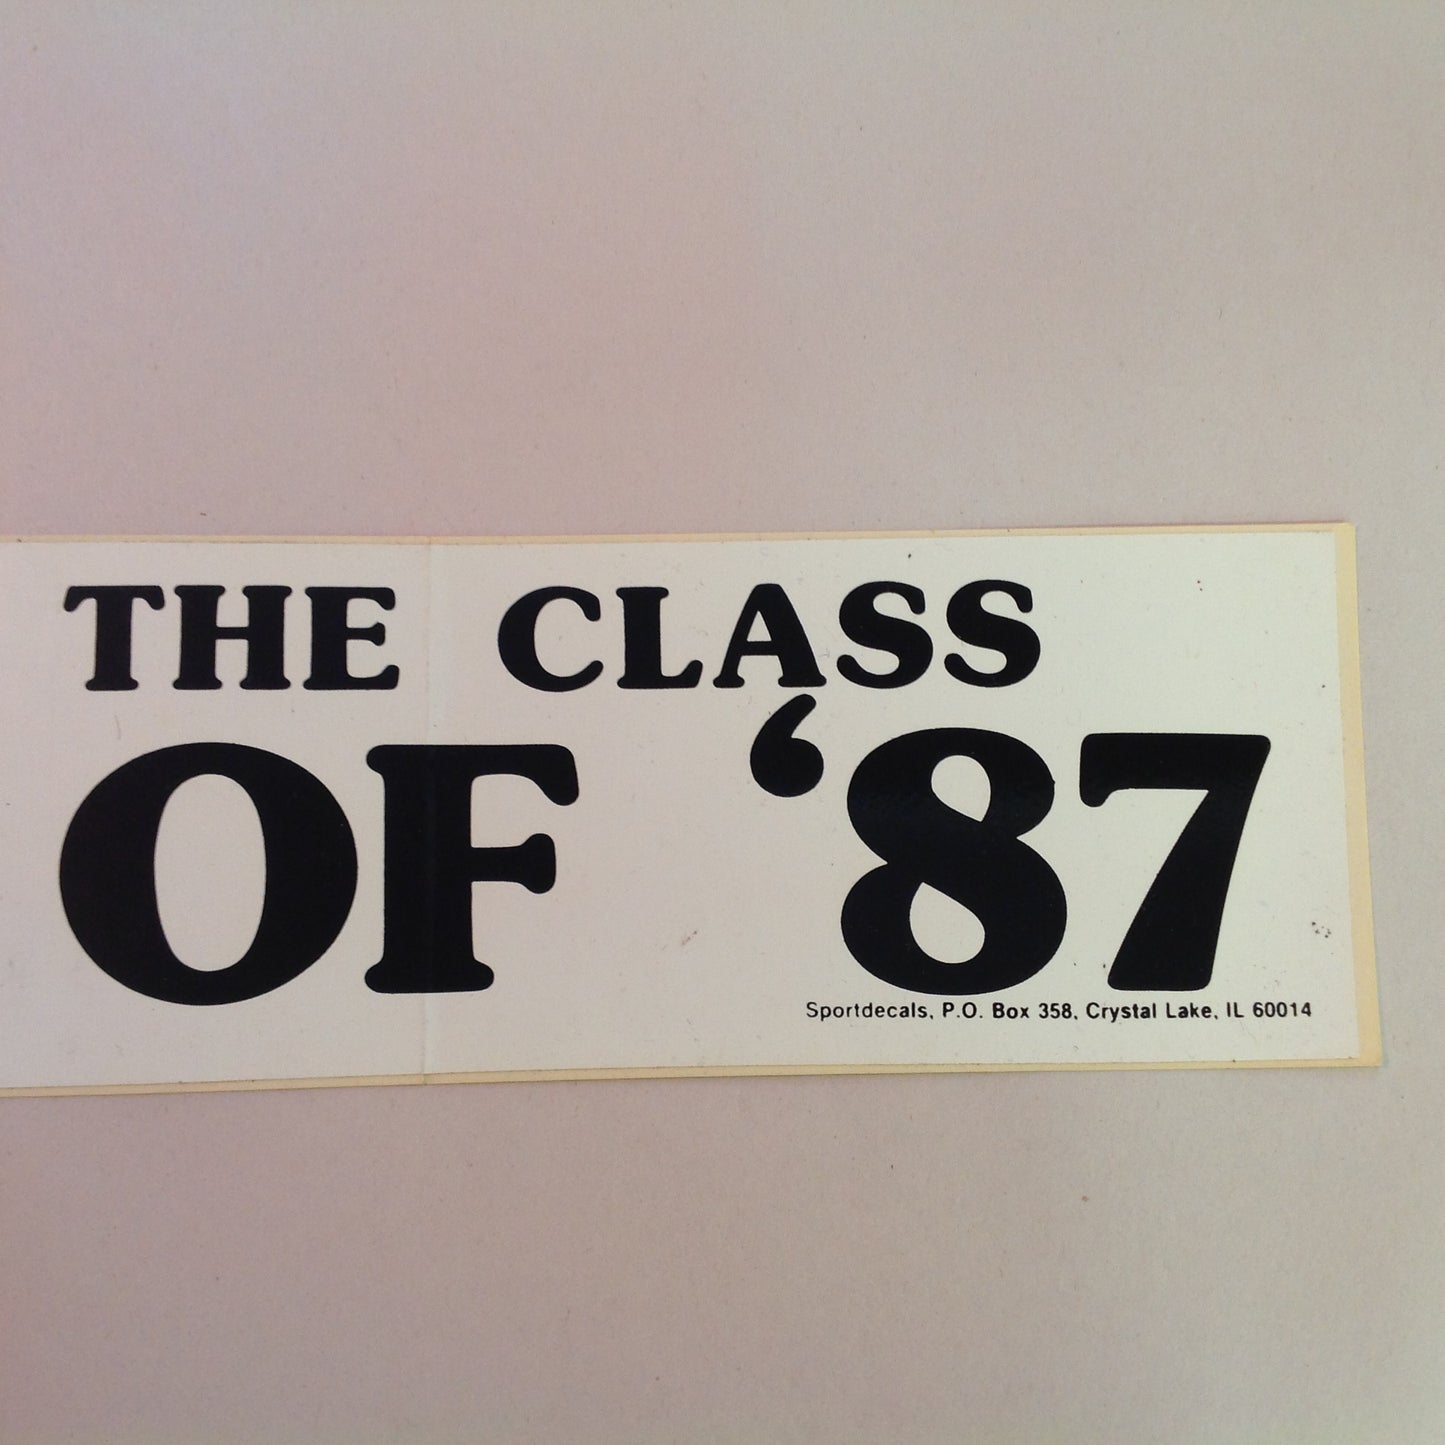 THE CLASS
OF ‘87
Sportdecals, P.O. Box 358, Crystal Lake, IL 60014